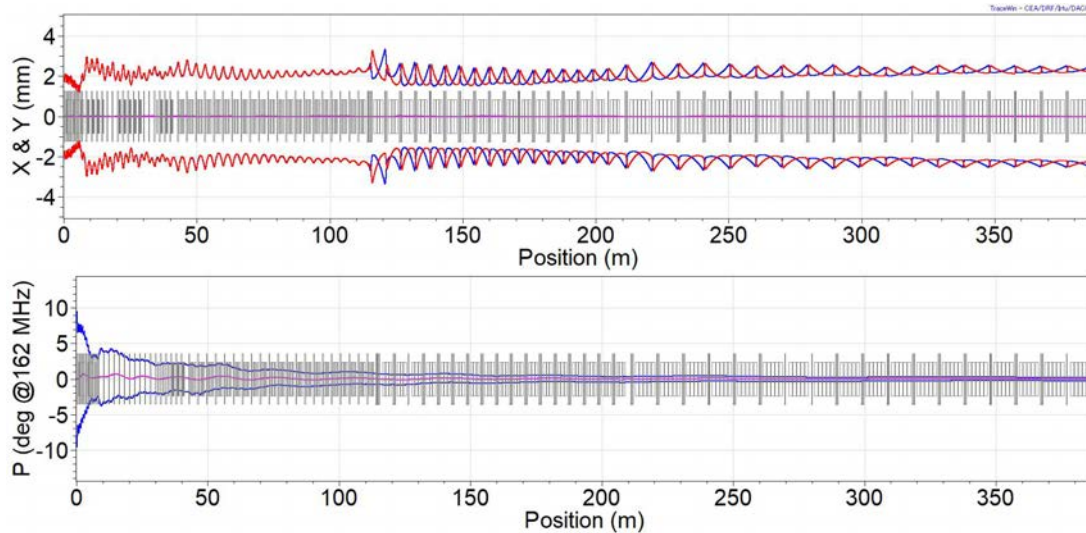 TraceWin - CEA/DRF/Irfu/DACM
X & Y (mm)
4
2
0
-2
-4
0 50 100 150 200 250 300 350
Position (m)
P (deg @162 MHz)
10
5
0
-5
-10
0 50 100 150 200 250 300 350
Position (m)